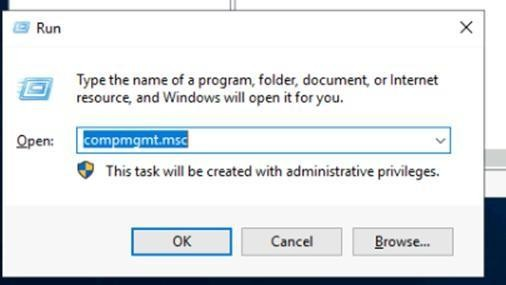 Run
Type the name of a program, folder, document, or Internet
resource, and Windows will open it for you.
Open: compmgmt.msc
This task will be created with administrative privileges.
OK Cancel Browse...